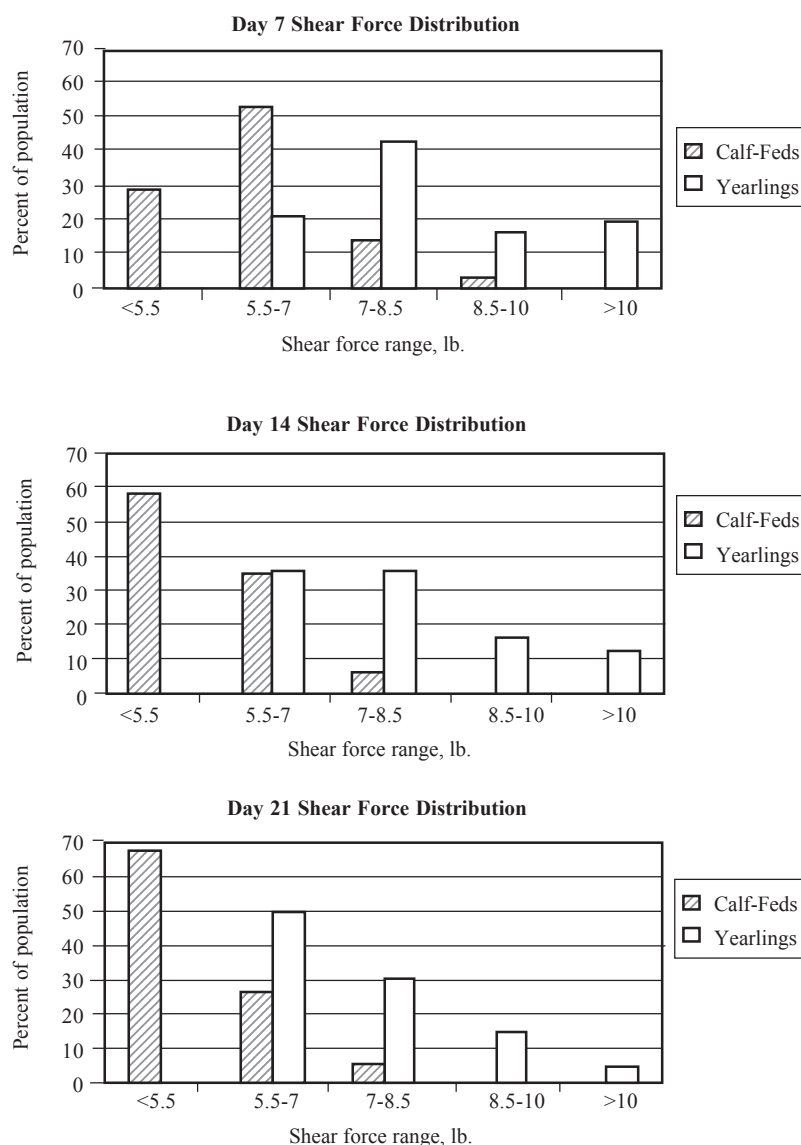 Day 7 Shear Force Distribution
70
60
50
40
30
20
10
0
Percent of population
<5.5 5.5-7 7-8.5 8.5-10 >10
Shear force range, lb.
Calf-Feds
Yearlings
Day 14 Shear Force Distribution
70
60
50
40
30
20
10
0
Percent of population
<5.5 5.5-7 7-8.5 8.5-10 >10
Shear force range, lb.
Calf-Feds
Yearlings
Day 21 Shear Force Distribution
70
60
50
40
30
20
10
0
Percent of population
<5.5 5.5-7 7-8.5 8.5-10 >10
Shear force range, lb.
Calf-Feds
Yearlings